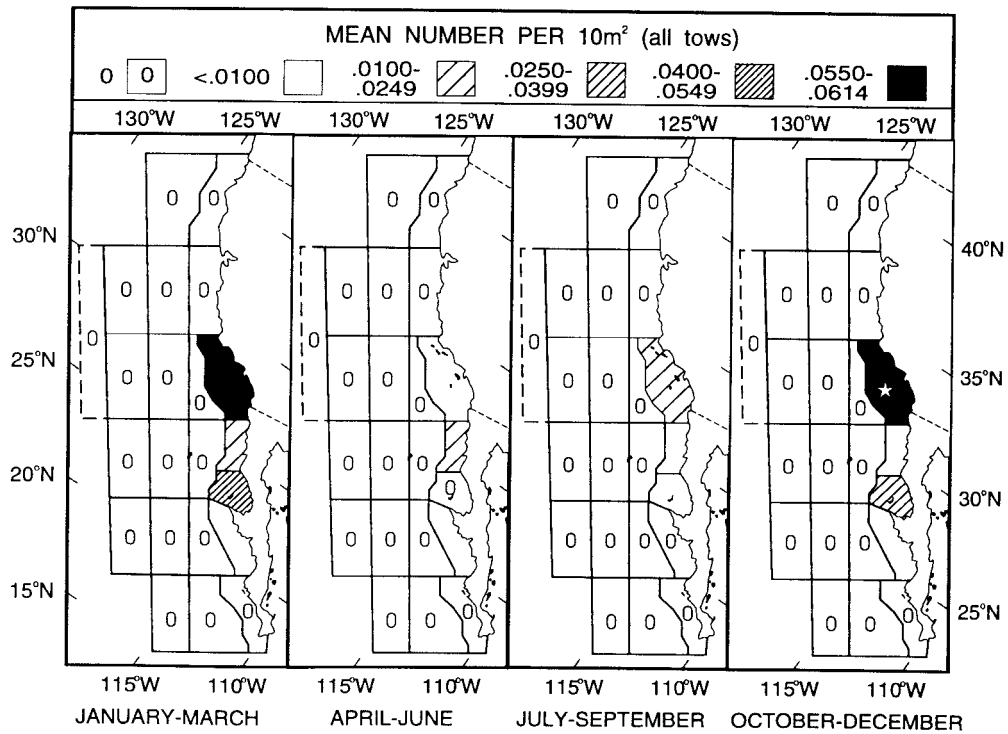 MEAN NUMBER PER 10m² (all tows)
0 0 <.0100 .0100-.0249 .0250-.0399 .0400-.0549 .0550-.0614
130°W 125°W 130°W 125°W 130°W 125°W 130°W 125°W
0 0 0 0 0 0 0 0
30°N 40°N
0 0 0 0 0 0 0 0 0 0 0 0
0 0 0 0
25°N 35°N
0 0 0 0 0 0 0 0
0 0 0 0
0 0 0 0 0 0 0 0 0 0 0 0
20°N 30°N
0
0 0 0 0 0 0 0 0 0 0 0 0 0
15°N 25°N
0 0 0 0 0 0 0 0 0 0 0 0
115°W 110°W 115°W 110°W 115°W 110°W 115°W 110°W
JANUARY-MARCH APRIL-JUNE JULY-SEPTEMBER OCTOBER-DECEMBER